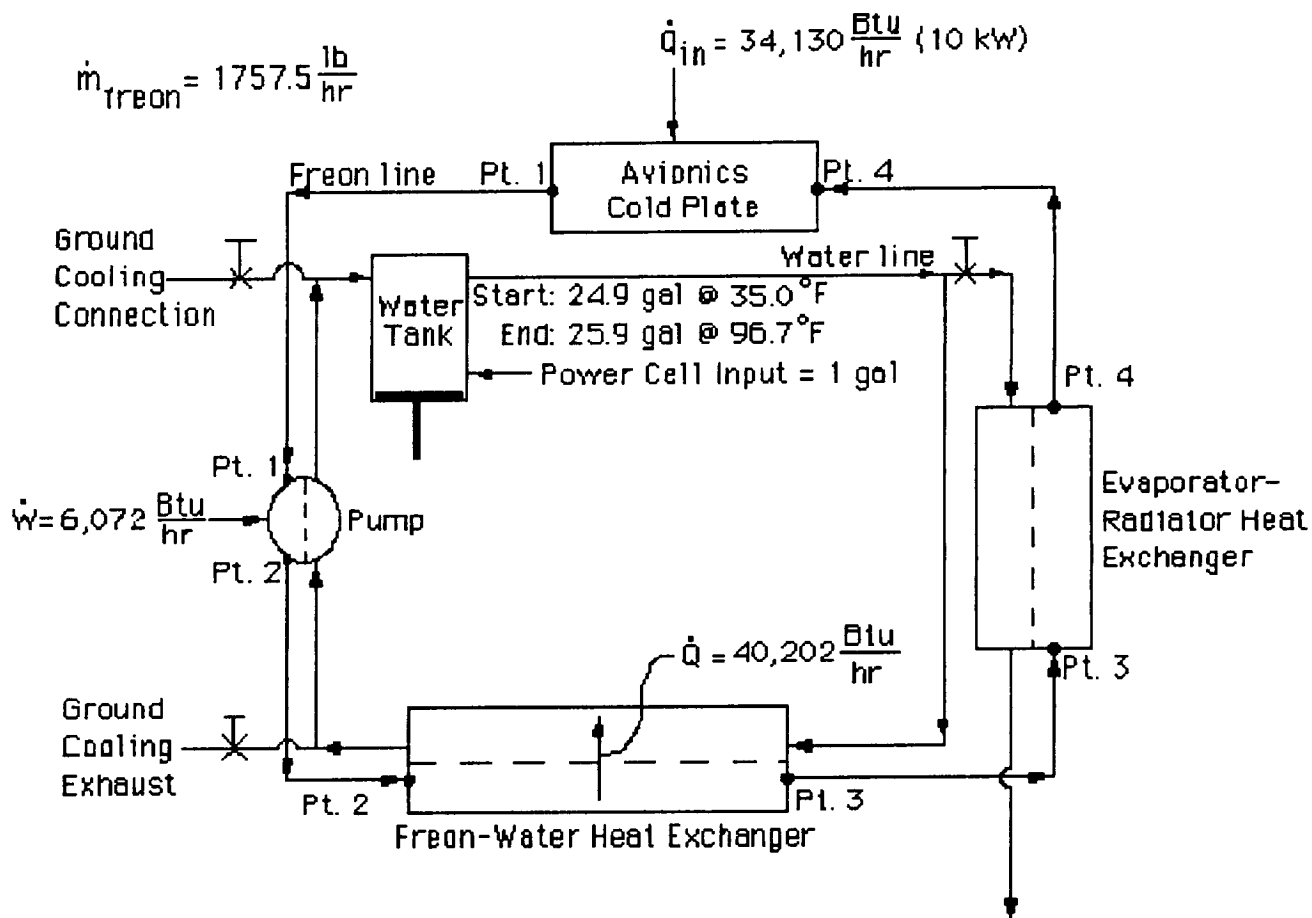 q̇in = 34,130 Btu/hr (10 kW)
ṁfreon = 1757.5 lb/hr
Freon line
Pt. 1
Avionics
Cold Plate
Pt. 4
Ground
Cooling
Connection
Water line
Water
Tank
Start: 24.9 gal @ 35.0°F
End: 25.9 gal @ 96.7°F
Power Cell Input = 1 gal
Pt. 4
Pt. 1
Ẇ=6,072 Btu/hr
Pump
Pt. 2
Evaporator-
Radiator Heat
Exchanger
Q̇ = 40,202 Btu/hr
Pt. 3
Ground
Cooling
Exhaust
Pt. 2
Pt. 3
Freon-Water Heat Exchanger